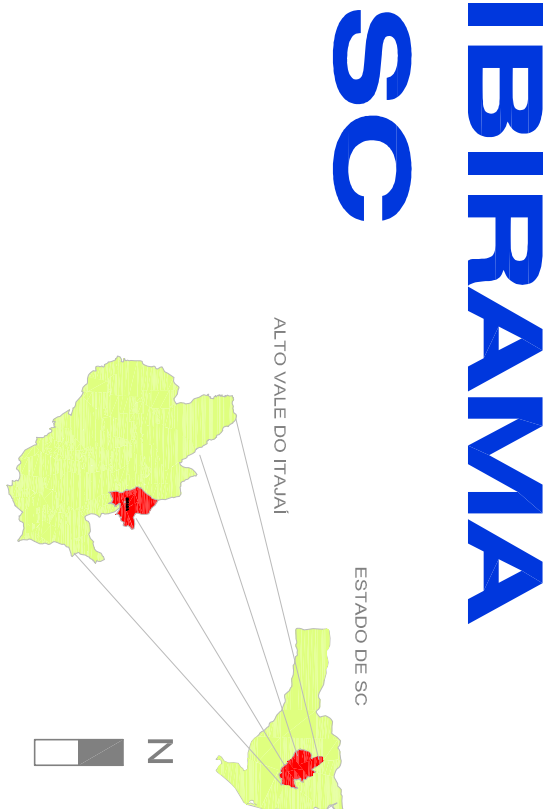 IBIRAMA
SC
ESTADO DE SC
ALTO VALE DO ITAJAÍ
N